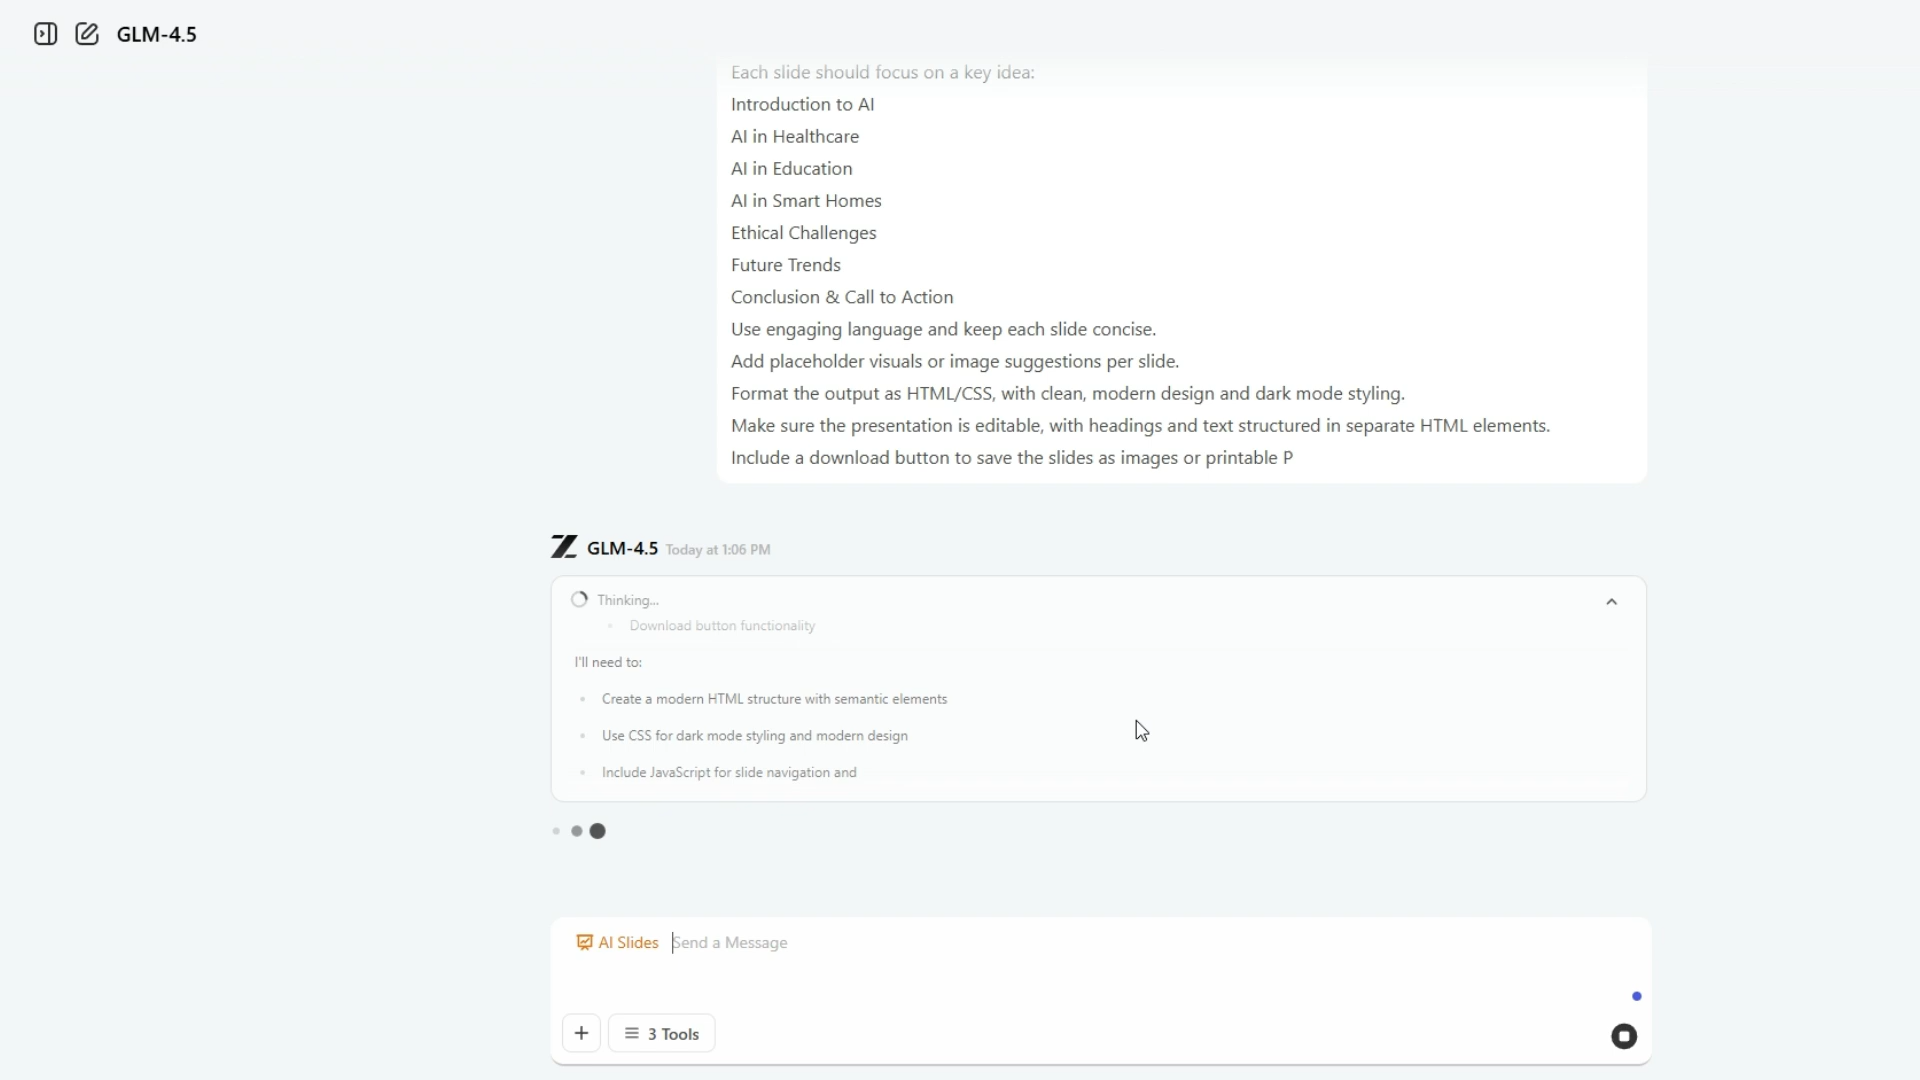 GLM-4.5
Each slide should focus on a key idea:
Introduction to AI
AI in Healthcare
AI in Education
AI in Smart Homes
Ethical Challenges
Future Trends
Conclusion & Call to Action
Use engaging language and keep each slide concise.
Add placeholder visuals or image suggestions per slide.
Format the output as HTML/CSS, with clean, modern design and dark mode styling.
Make sure the presentation is editable, with headings and text structured in separate HTML elements.
Include a download button to save the slides as images or printable P
GLM-4.5 Today at 1:06 PM
Thinking...
Download button functionality
I'll need to:
Create a modern HTML structure with semantic elements
Use CSS for dark mode styling and modern design
Include JavaScript for slide navigation and
AI Slides Send a Message
3 Tools